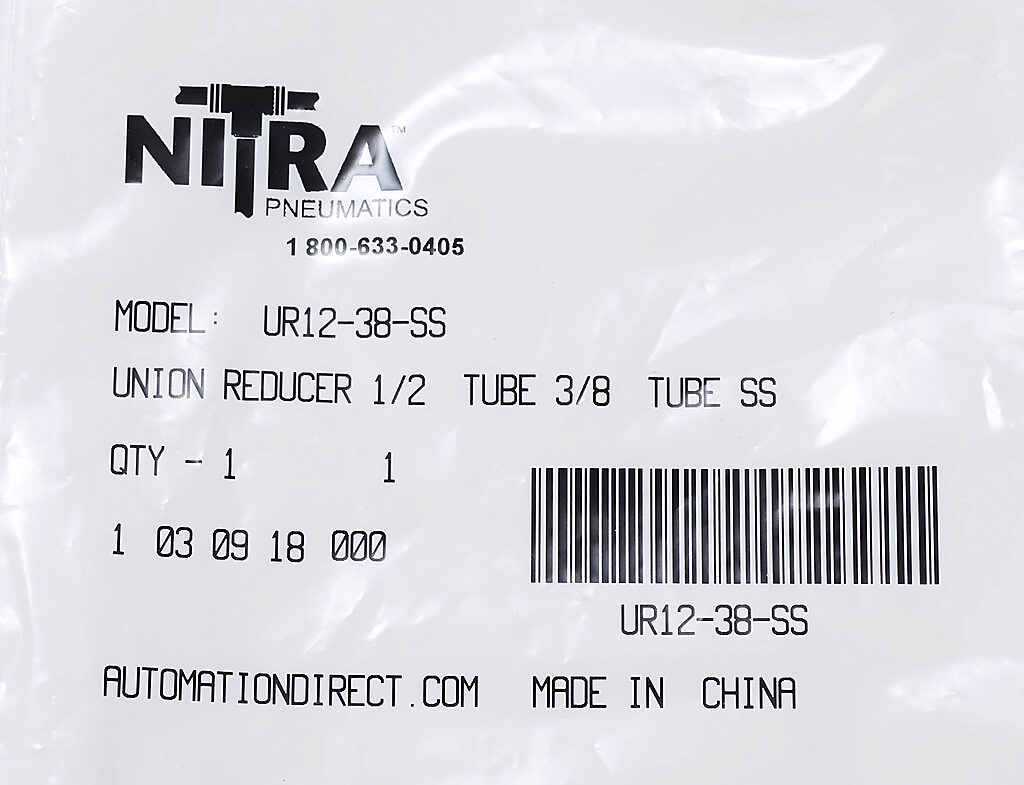 NITRA™
PNEUMATICS
1 800-633-0405
MODEL: UR12-38-SS
UNION REDUCER 1/2 TUBE 3/8 TUBE SS
QTY - 1 1
1 03 09 18 000
UR12-38-SS
AUTOMATIONDIRECT.COM MADE IN CHINA